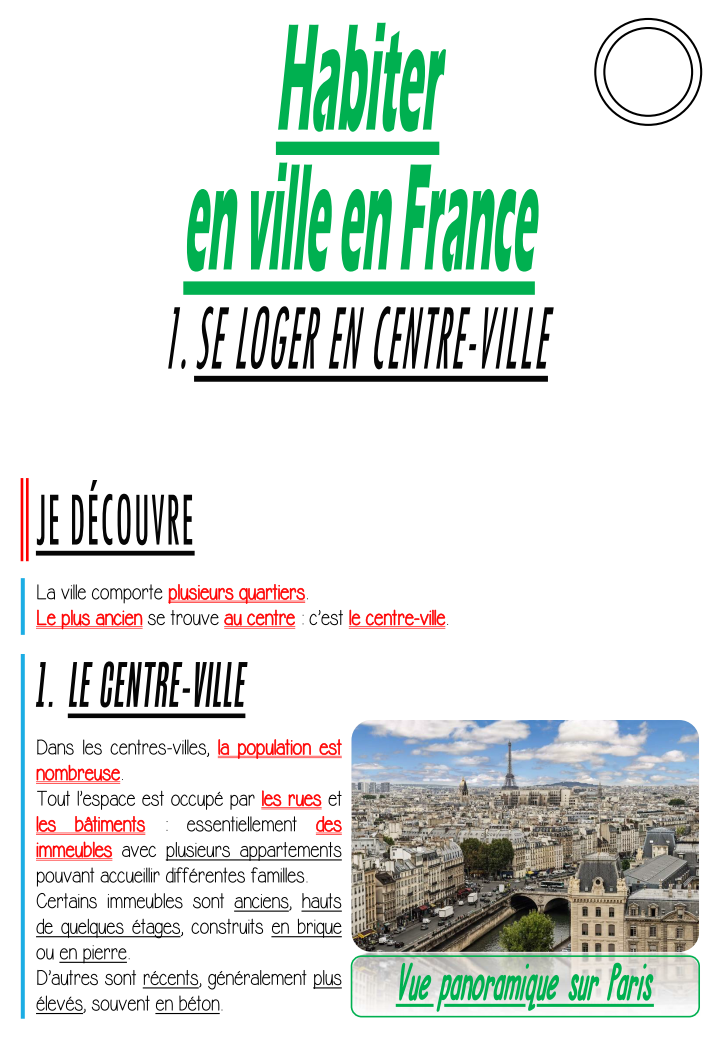 Habiter
en ville en France
1. SE LOGER EN CENTRE-VILLE
JE DÉCOUVRE
La ville comporte plusieurs quartiers.
Le plus ancien se trouve au centre : c'est le centre-ville.
1. LE CENTRE-VILLE
Dans les centres-villes, la population est
nombreuse.
Tout l'espace est occupé par les rues et
les bâtiments : essentiellement des
immeubles avec plusieurs appartements
pouvant accueillir différentes familles.
Certains immeubles sont anciens, hauts
de quelques étages, construits en brique
ou en pierre.
D'autres sont récents, généralement plus
élevés, souvent en béton.
Vue panoramique sur Paris